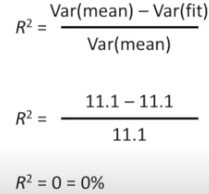 R² = Var(mean) – Var(fit) / Var(mean)
R² = 11.1 – 11.1 / 11.1
R² = 0 = 0%